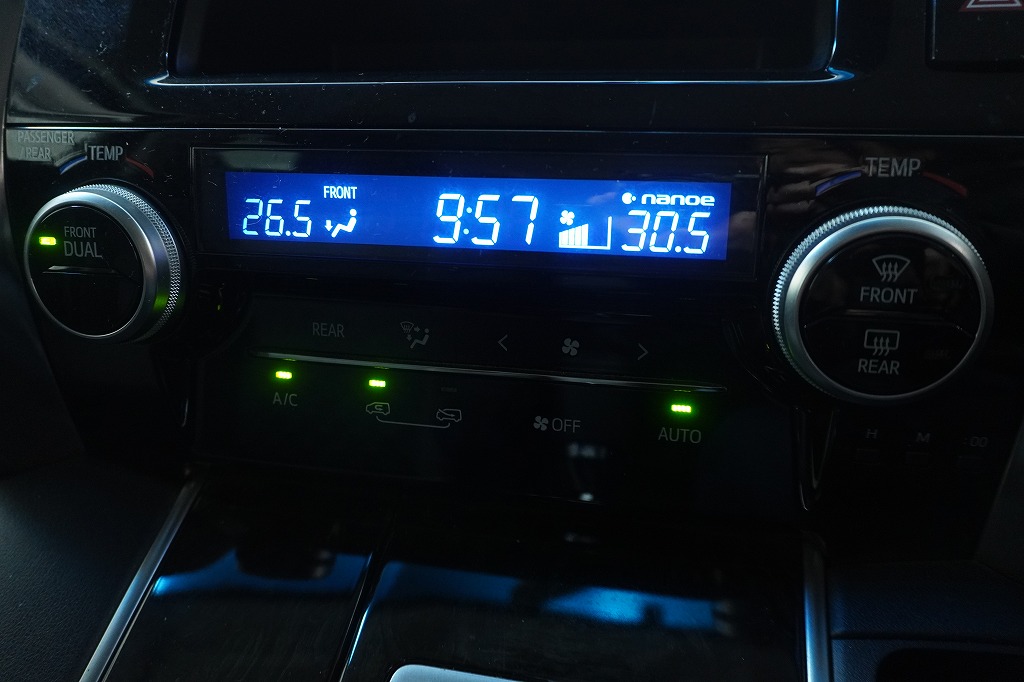 PASSENGER
/REAR
TEMP
TEMP
FRONT
nanoe
26.5
9:57
30.5
FRONT
DUAL
FRONT
REAR
REAR
<
>
A/C
OFF
AUTO
H
M
:00